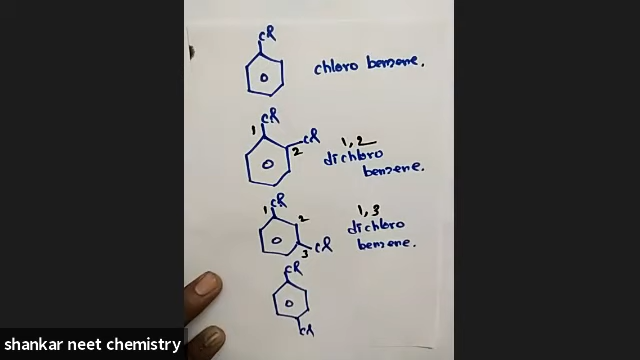 cl
chloro benzene.
cl
1
cl
2
1,2
dichloro
benzene.
cl
1
2
cl
3
1,3
dichloro
benzene.
cl
cl
shankar neet chemistry